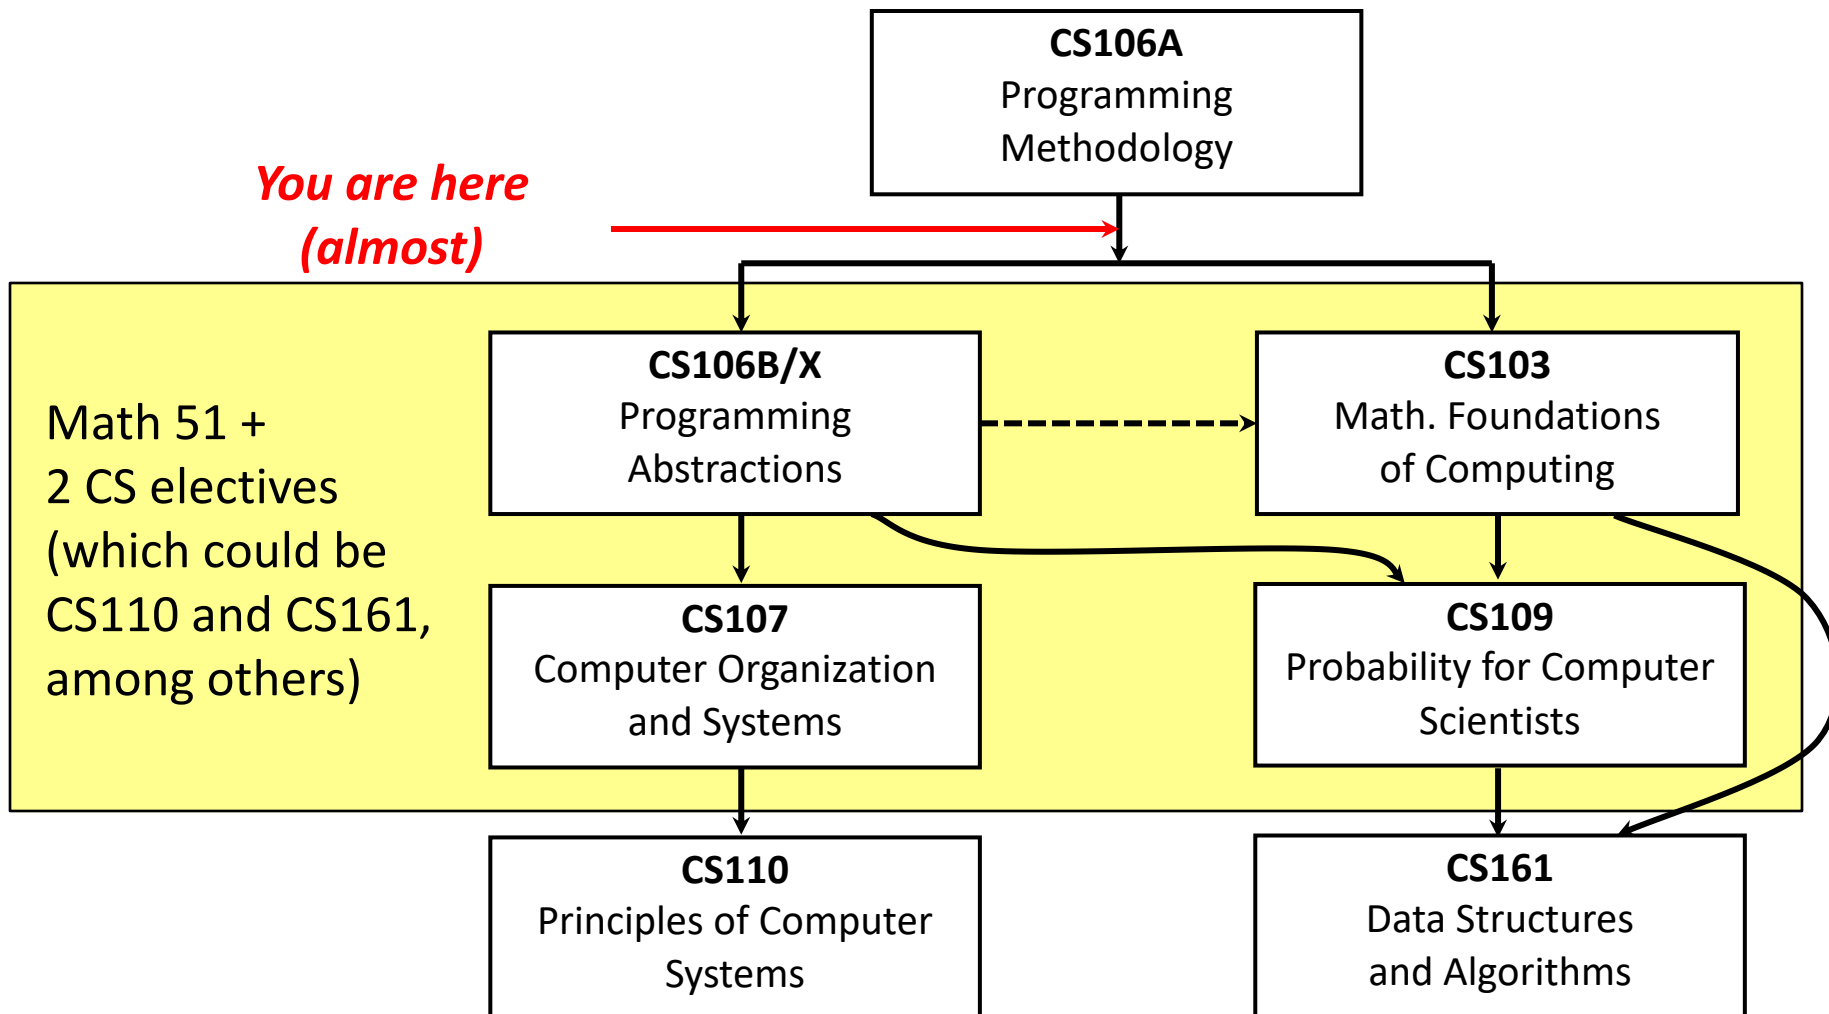 CS106A
Programming
Methodology
You are here
(almost)
CS106B/X
Programming
Abstractions
CS103
Math. Foundations
of Computing
Math 51 +
2 CS electives
(which could be
CS110 and CS161,
among others)
CS107
Computer Organization
and Systems
CS109
Probability for Computer
Scientists
CS110
Principles of Computer
Systems
CS161
Data Structures
and Algorithms